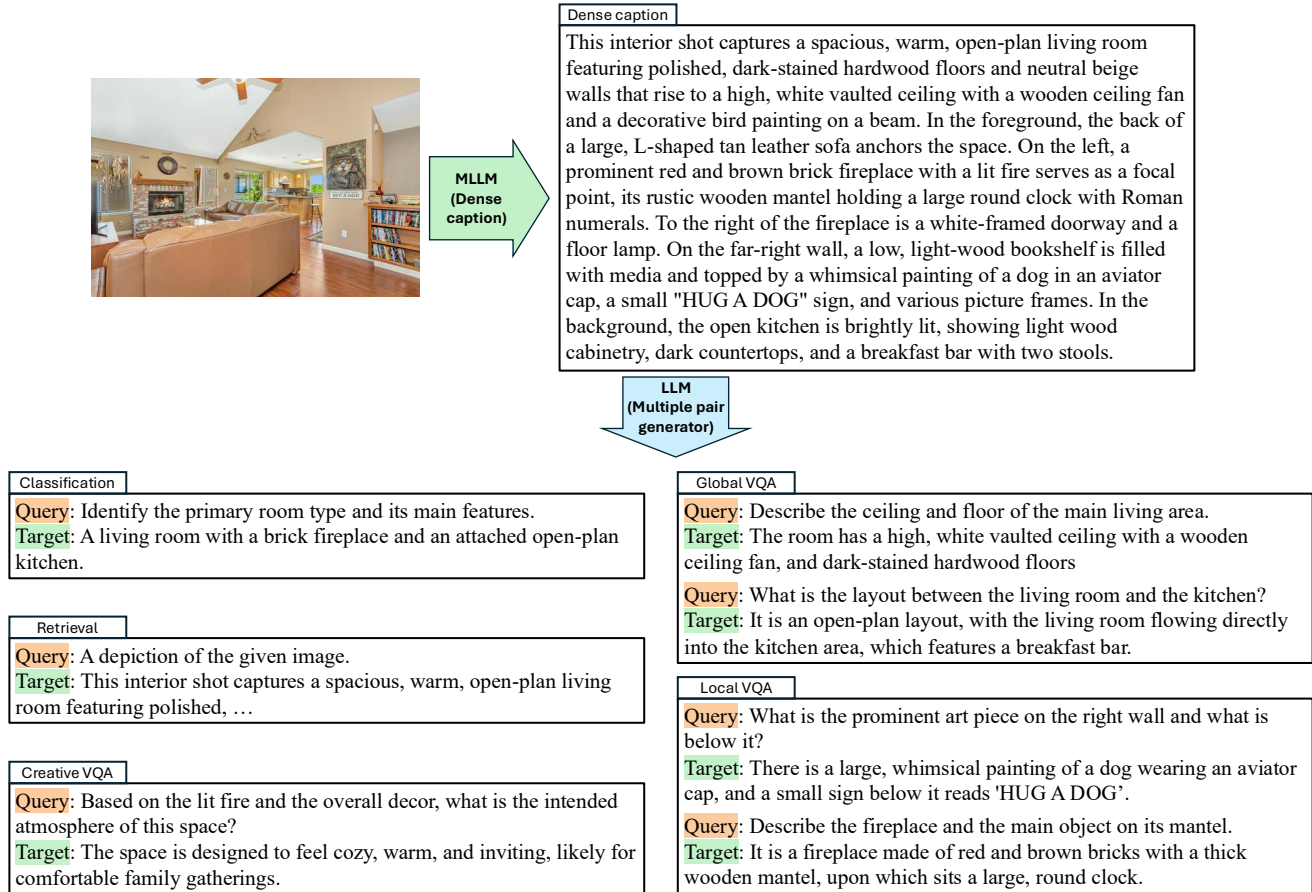 Dense caption
This interior shot captures a spacious, warm, open-plan living room
featuring polished, dark-stained hardwood floors and neutral beige
walls that rise to a high, white vaulted ceiling with a wooden ceiling fan
and a decorative bird painting on a beam. In the foreground, the back of
a large, L-shaped tan leather sofa anchors the space. On the left, a
prominent red and brown brick fireplace with a lit fire serves as a focal
point, its rustic wooden mantel holding a large round clock with Roman
numerals. To the right of the fireplace is a white-framed doorway and a
floor lamp. On the far-right wall, a low, light-wood bookshelf is filled
with media and topped by a whimsical painting of a dog in an aviator
cap, a small "HUG A DOG" sign, and various picture frames. In the
background, the open kitchen is brightly lit, showing light wood
cabinetry, dark countertops, and a breakfast bar with two stools.
MLLM
(Dense
caption)
HUG A DOG
LLM
(Multiple pair
generator)
Classification
Query: Identify the primary room type and its main features.
Target: A living room with a brick fireplace and an attached open-plan
kitchen.
Retrieval
Query: A depiction of the given image.
Target: This interior shot captures a spacious, warm, open-plan living
room featuring polished, …
Creative VQA
Query: Based on the lit fire and the overall decor, what is the intended
atmosphere of this space?
Target: The space is designed to feel cozy, warm, and inviting, likely for
comfortable family gatherings.
Global VQA
Query: Describe the ceiling and floor of the main living area.
Target: The room has a high, white vaulted ceiling with a wooden
ceiling fan, and dark-stained hardwood floors
Query: What is the layout between the living room and the kitchen?
Target: It is an open-plan layout, with the living room flowing directly
into the kitchen area, which features a breakfast bar.
Local VQA
Query: What is the prominent art piece on the right wall and what is
below it?
Target: There is a large, whimsical painting of a dog wearing an aviator
cap, and a small sign below it reads 'HUG A DOG’.
Query: Describe the fireplace and the main object on its mantel.
Target: It is a fireplace made of red and brown bricks with a thick
wooden mantel, upon which sits a large, round clock.